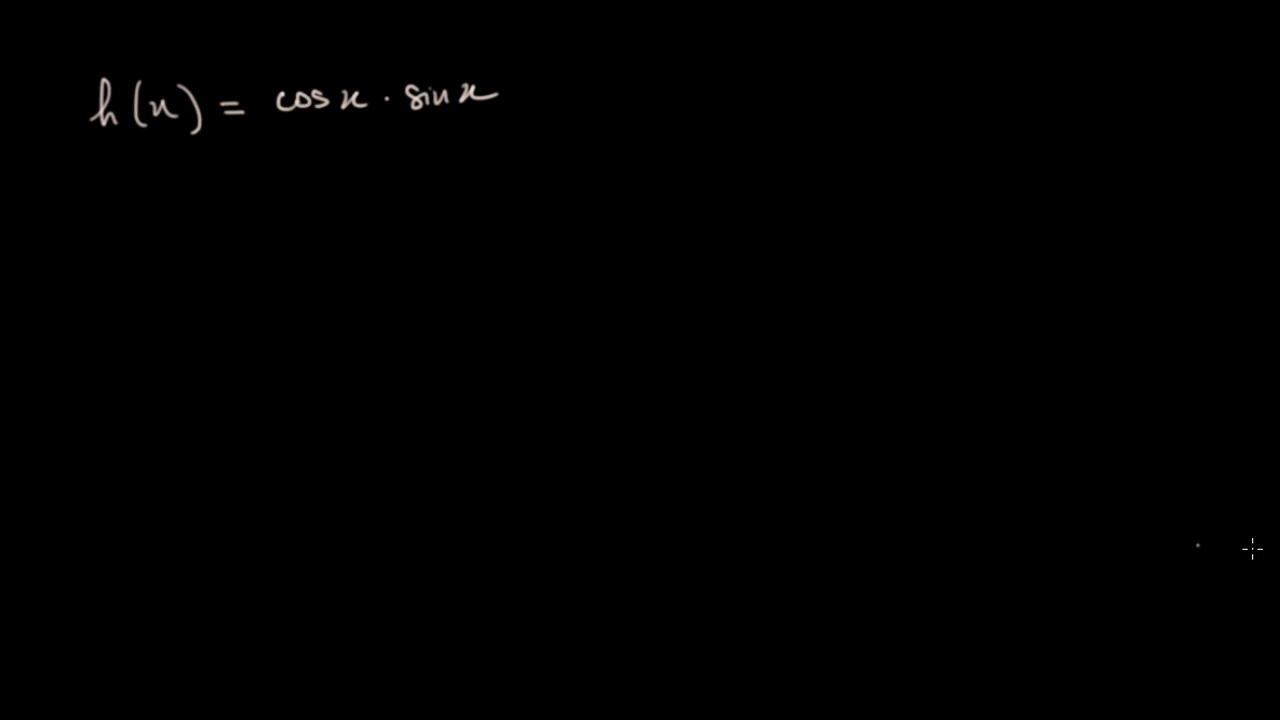 h(x) = cos x · sin x